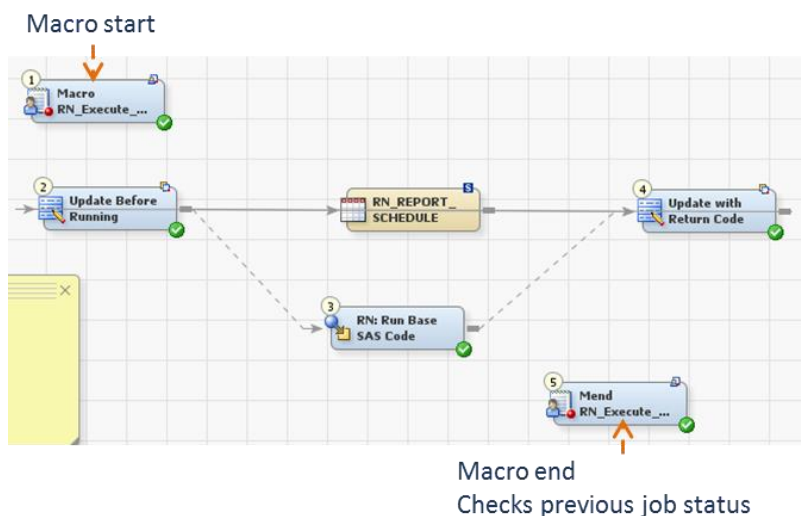 Macro start
1
Macro
RN_Execute_...
2
Update Before
Running
RN_REPORT_
SCHEDULE
S
4
Update with
Return Code
3
RN: Run Base
SAS Code
5
Mend
RN_Execute_...
Macro end
Checks previous job status